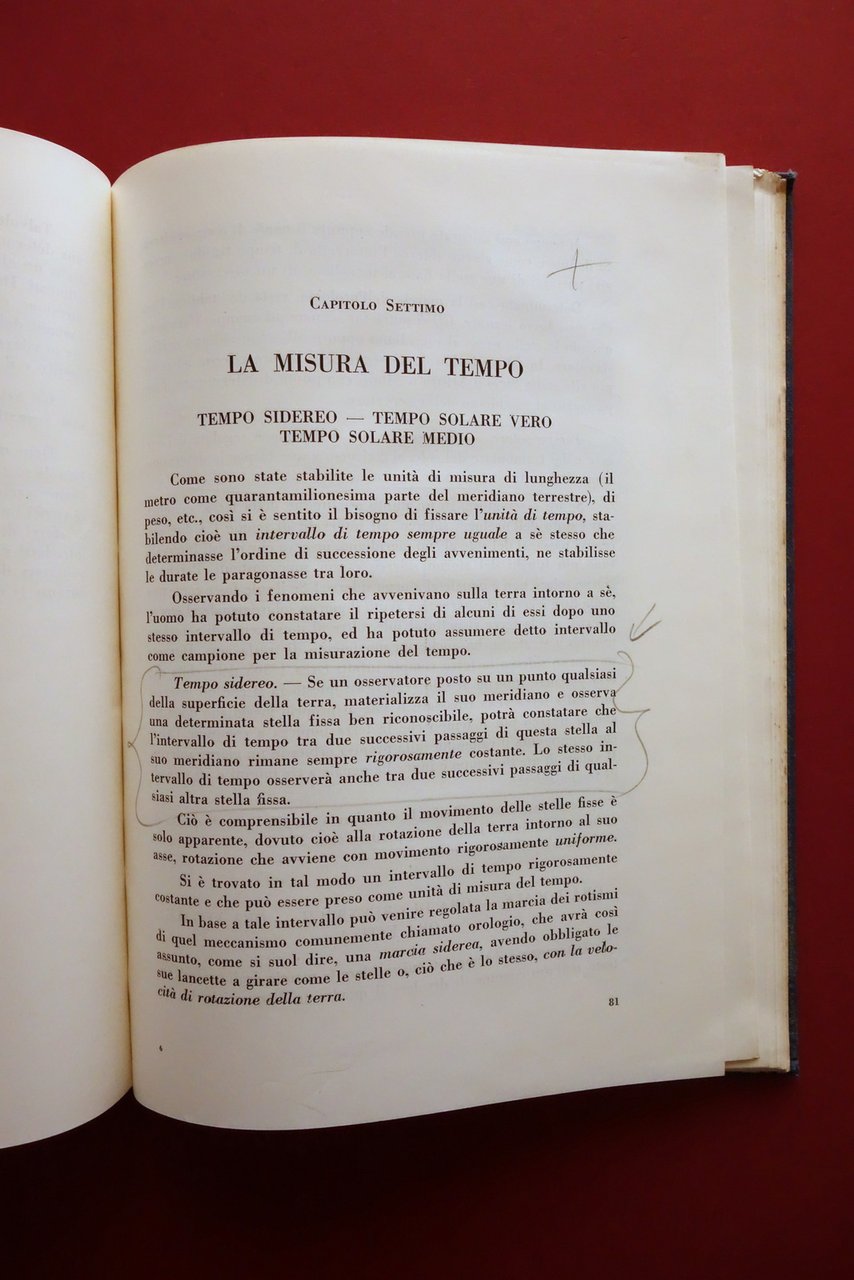 Capitolo Settimo
LA MISURA DEL TEMPO
TEMPO SIDEREO — TEMPO SOLARE VERO
TEMPO SOLARE MEDIO
Come sono state stabilite le unità di misura di lunghezza (il
metro come quarantamilionesima parte del meridiano terrestre), di
peso, etc., così si è sentito il bisogno di fissare l'unità di tempo, sta-
bilendo cioè un intervallo di tempo sempre uguale a sè stesso che
determinasse l'ordine di successione degli avvenimenti, ne stabilisse
le durate le paragonasse tra loro.
Osservando i fenomeni che avvenivano sulla terra intorno a sè,
l'uomo ha potuto constatare il ripetersi di alcuni di essi dopo uno
stesso intervallo di tempo, ed ha potuto assumere detto intervallo
come campione per la misurazione del tempo.
Tempo sidereo. — Se un osservatore posto su un punto qualsiasi
della superficie della terra, materializza il suo meridiano e osserva
una determinata stella fissa ben riconoscibile, potrà constatare che
l'intervallo di tempo tra due successivi passaggi di questa stella al
suo meridiano rimane sempre rigorosamente costante. Lo stesso in-
tervallo di tempo osserverà anche tra due successivi passaggi di qual-
siasi altra stella fissa.
Ciò è comprensibile in quanto il movimento delle stelle fisse è
solo apparente, dovuto cioè alla rotazione della terra intorno al suo
asse, rotazione che avviene con movimento rigorosamente uniforme.
Si è trovato in tal modo un intervallo di tempo rigorosamente
costante e che può essere preso come unità di misura del tempo.
In base a tale intervallo può venire regolata la marcia dei rotismi
di quel meccanismo comunemente chiamato orologio, che avrà così
assunto, come si suol dire, una marcia siderea, avendo obbligato le
sue lancette a girare come le stelle o, ciò che è lo stesso, con la velo-
cità di rotazione della terra.
81